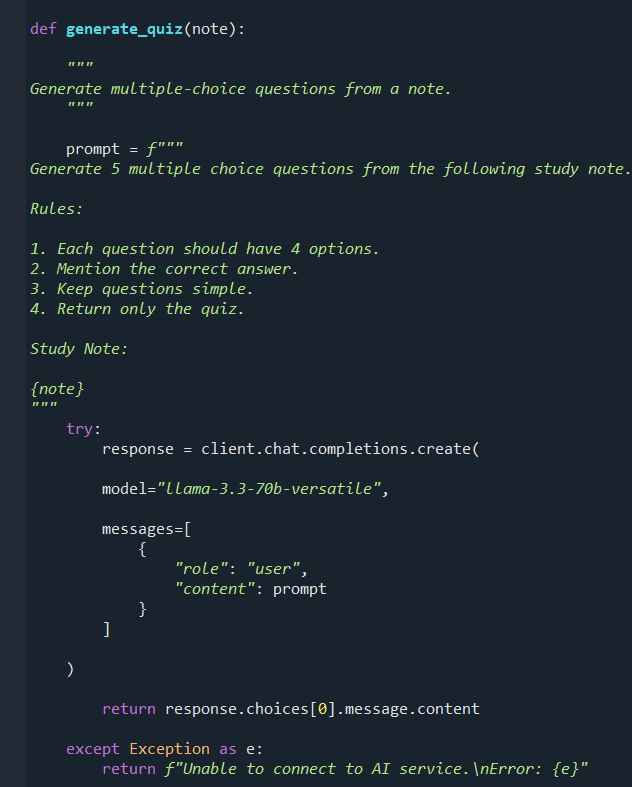 def generate_quiz(note):
"""
Generate multiple-choice questions from a note.
"""
prompt = f"""
Generate 5 multiple choice questions from the following study note.
Rules:
1. Each question should have 4 options.
2. Mention the correct answer.
3. Keep questions simple.
4. Return only the quiz.
Study Note:
{note}
"""
try:
response = client.chat.completions.create(
model="llama-3.3-70b-versatile",
messages=[
{
"role": "user",
"content": prompt
}
]
)
return response.choices[0].message.content
except Exception as e:
return f"Unable to connect to AI service.\nError: {e}"